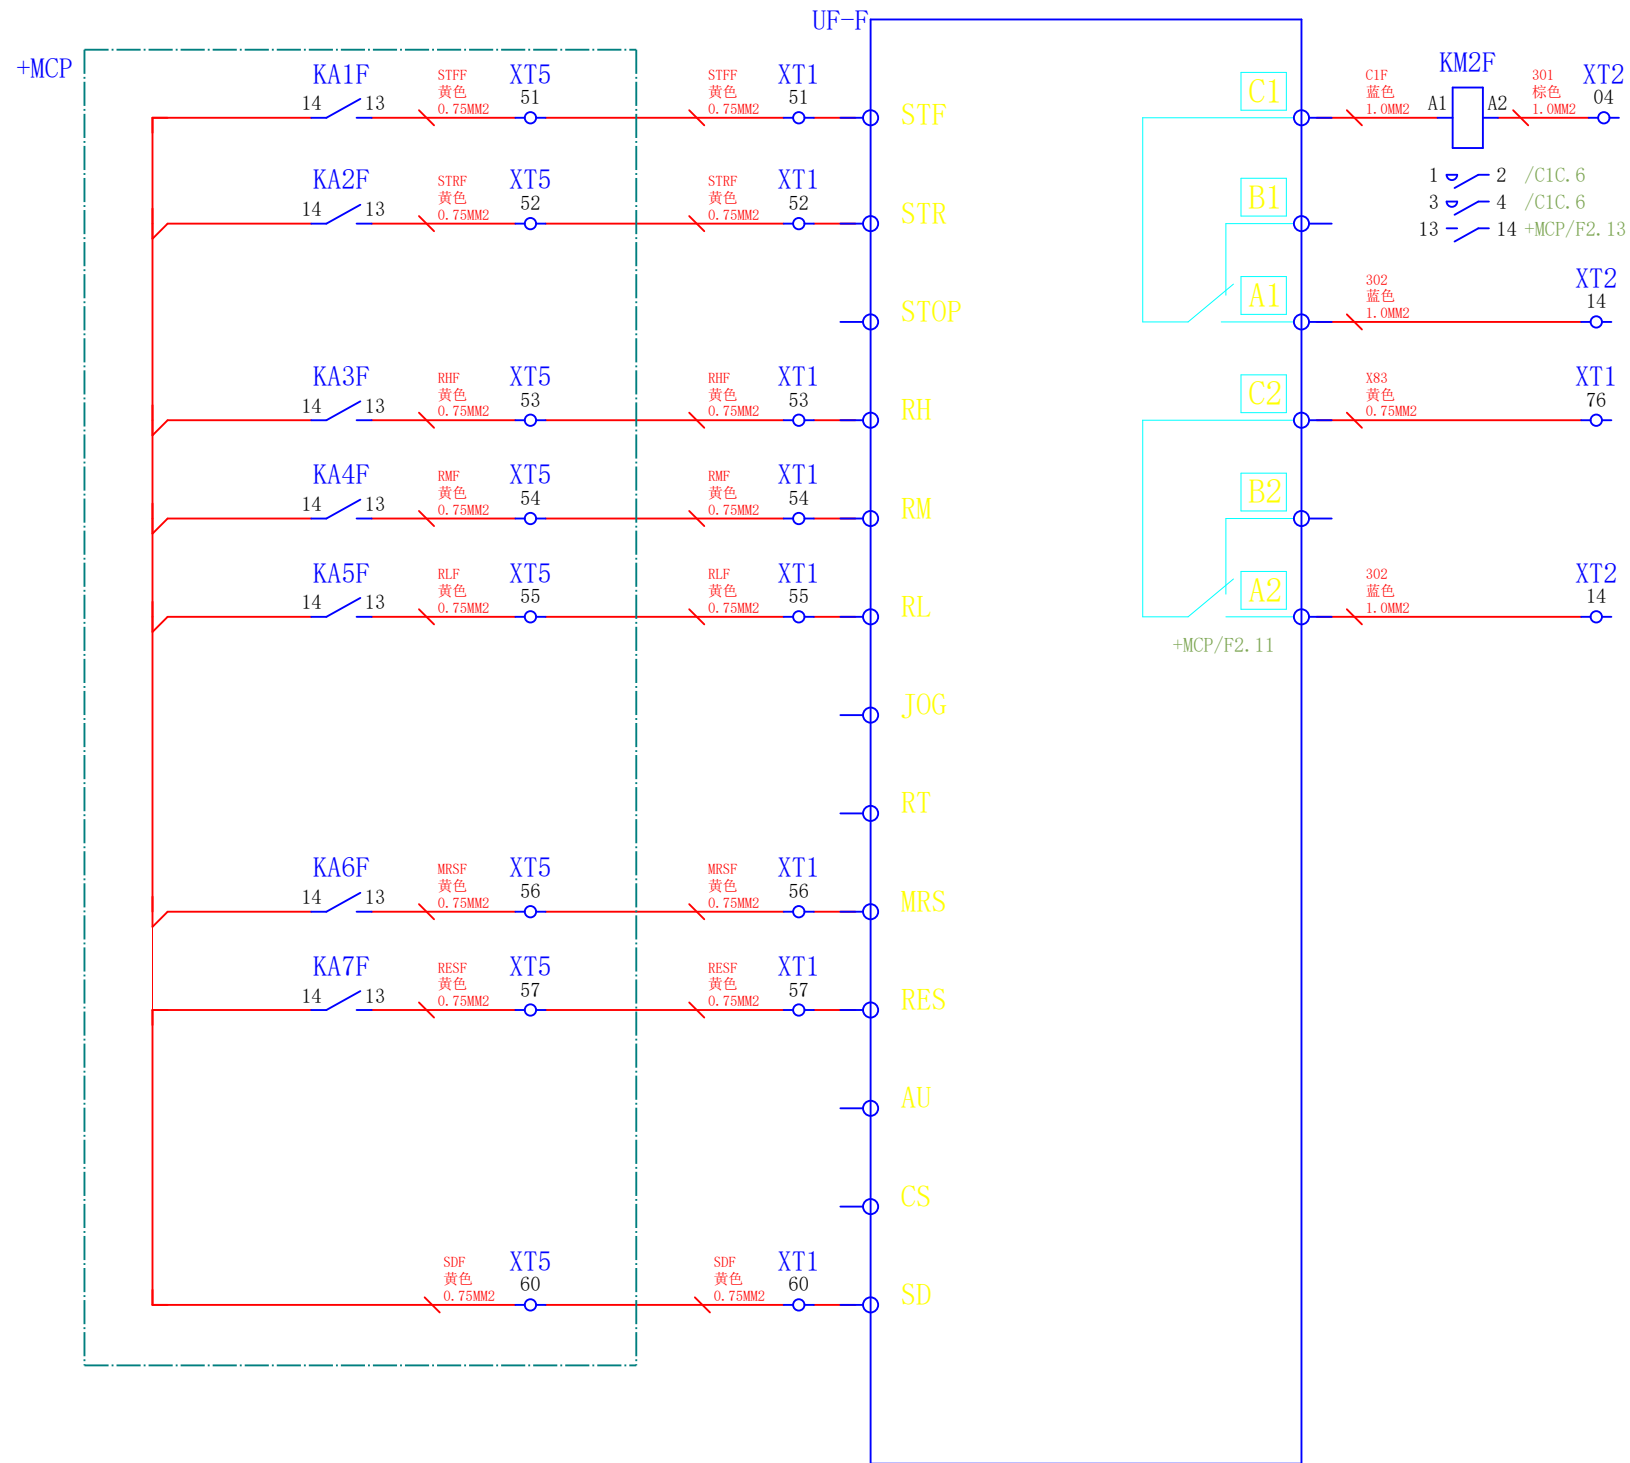 UF-F
+MCP
KA1F
14 13
STFF
黄色
0.75MM2
XT5
51
STFF
黄色
0.75MM2
XT1
51
STF
KA2F
14 13
STRF
黄色
0.75MM2
XT5
52
STRF
黄色
0.75MM2
XT1
52
STR
STOP
KA3F
14 13
RHF
黄色
0.75MM2
XT5
53
RHF
黄色
0.75MM2
XT1
53
RH
KA4F
14 13
RMF
黄色
0.75MM2
XT5
54
RMF
黄色
0.75MM2
XT1
54
RM
KA5F
14 13
RLF
黄色
0.75MM2
XT5
55
RLF
黄色
0.75MM2
XT1
55
RL
JOG
RT
KA6F
14 13
MRSF
黄色
0.75MM2
XT5
56
MRSF
黄色
0.75MM2
XT1
56
MRS
KA7F
14 13
RESF
黄色
0.75MM2
XT5
57
RESF
黄色
0.75MM2
XT1
57
RES
AU
CS
SDF
黄色
0.75MM2
XT5
60
SDF
黄色
0.75MM2
XT1
60
SD
C1
C1F
蓝色
1.0MM2
KM2F
A1 A2
301
棕色
1.0MM2
XT2
04
1 2 /C1C.6
3 4 /C1C.6
13 14 +MCP/F2.13
B1
A1
302
蓝色
1.0MM2
XT2
14
C2
X83
黄色
0.75MM2
XT1
76
B2
A2
302
蓝色
1.0MM2
XT2
14
+MCP/F2.11